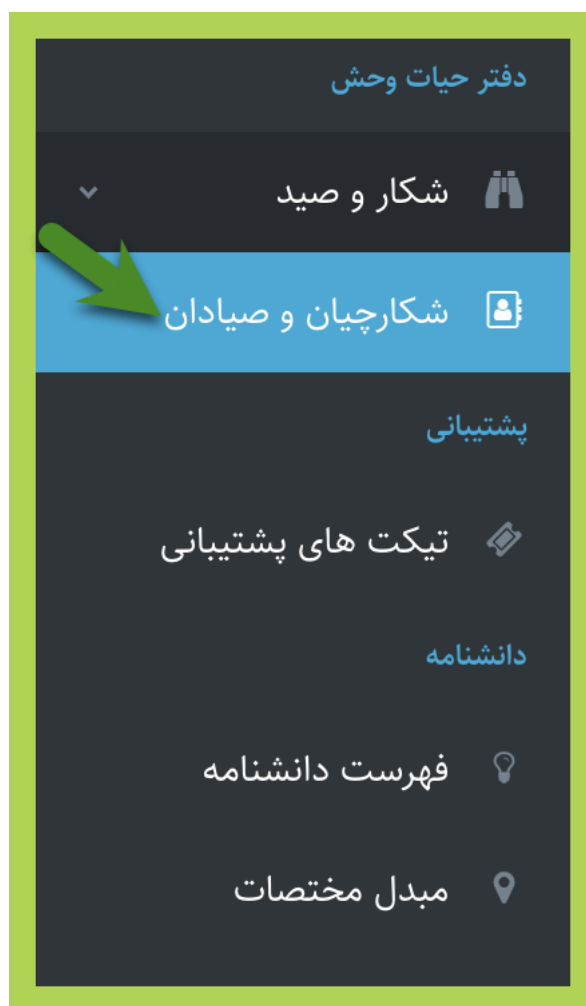 دفتر حیات وحش
شکار و صید
شکارچیان و صیادان
پشتیبانی
تیکت های پشتیبانی
دانشنامه
فهرست دانشنامه
مبدل مختصات